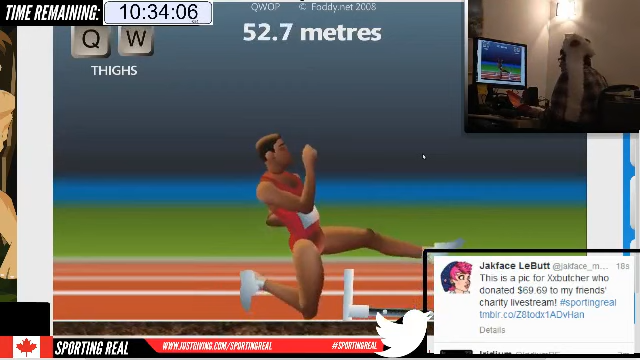 TIME REMAINING:
10:34:06
QWOP © Foddy.net 2008
52.7 metres
Q W
THIGHS
Jakface LeButt @jakface_m... 18s
This is a pic for Xxbutcher who
donated $69.69 to my friends'
charity livestream! #sportingreal
tmblr.co/Z8todx1ADvHan
Details
SPORTING REAL
WWW.JUSTGIVING.COM/SPORTINGREAL
#SPORTINGREAL